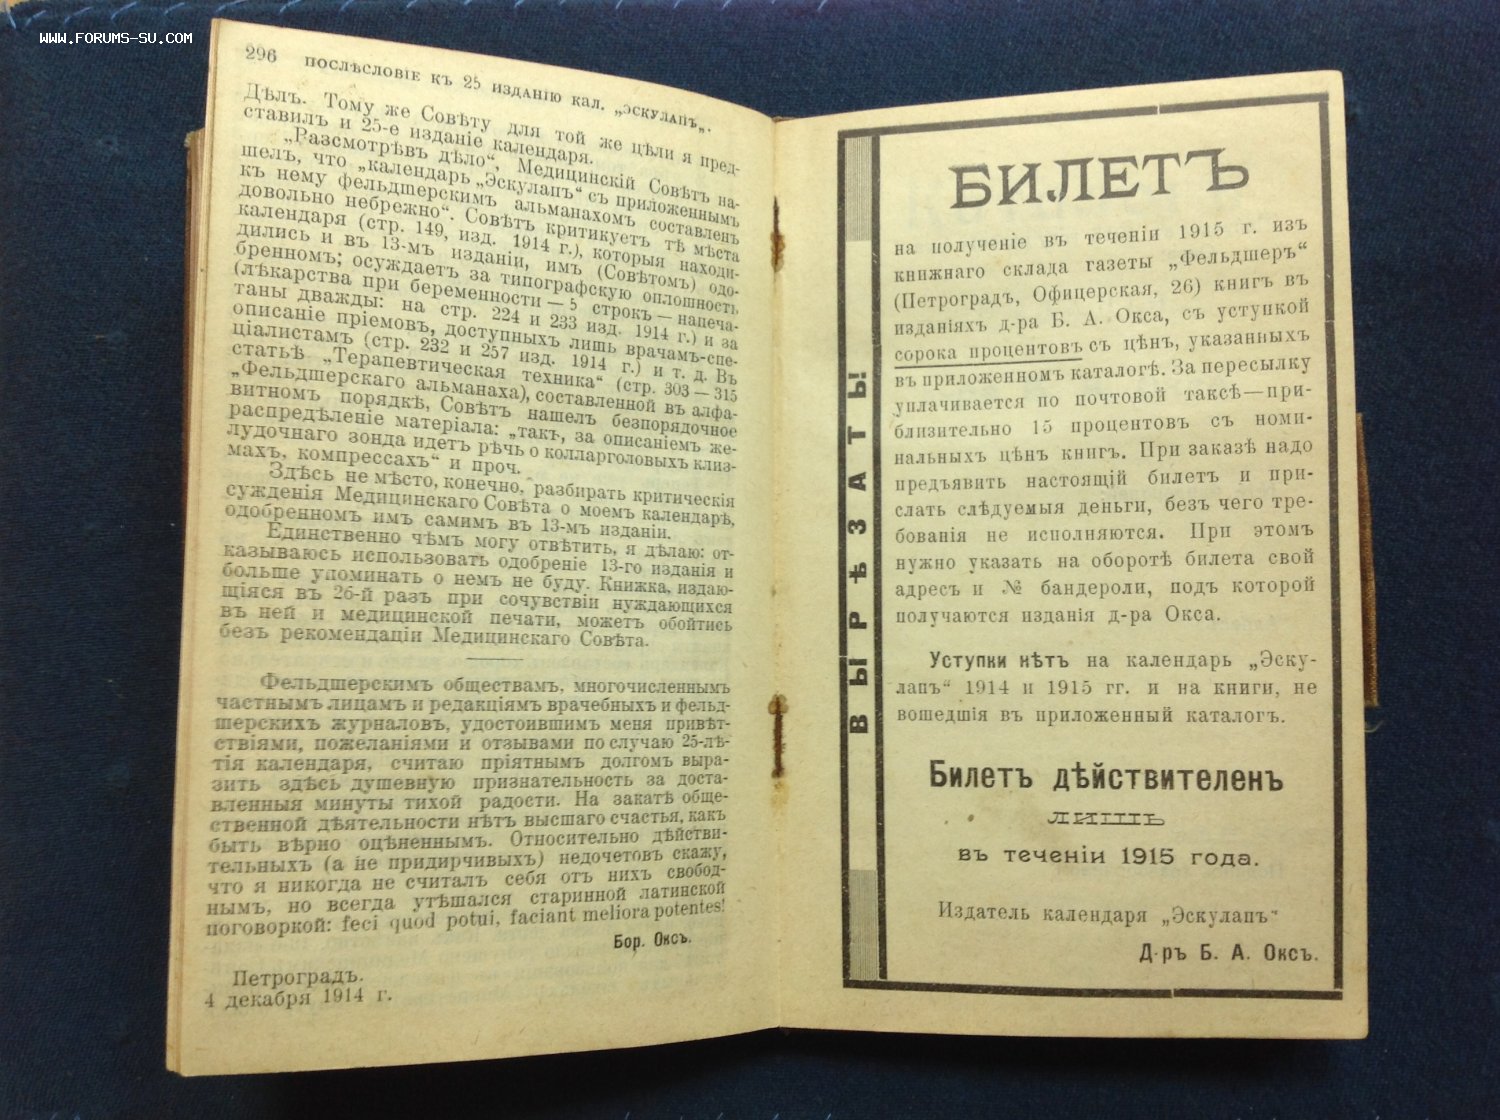 WWW.FORUMS-SU.COM
296 ПОСЛѢСЛОВІЕ КЪ 25 ИЗДАНІЮ КАЛ. „ЭСКУЛАПЪ„.
Дѣлъ. Тому же Совѣту для той же цѣли я пред-
ставилъ и 25-е изданіе календаря.
„Разсмотрѣвъ дѣло“, Медицинскій Совѣтъ на-
шелъ, что „календарь „Эскулапъ“ съ приложеннымъ
къ нему фельдшерскимъ альманахомъ составленъ
довольно небрежно“. Совѣтъ критикуетъ тѣ мѣста
календаря (стр. 149, изд. 1914 г.), которыя находи-
дились и въ 13-мъ изданіи, имъ (Совѣтомъ) одо-
бренномъ; осуждаетъ за типографскую оплошность
(лѣкарства при беременности — 5 строкъ — напеча-
таны дважды: на стр. 224 и 233 изд. 1914 г.) и за
описаніе пріемовъ, доступныхъ лишь врачамъ-спе-
ціалистамъ (стр. 232 и 257 изд. 1914 г.) и т. д. Въ
статьѣ „Терапевтическая техника“ (стр. 303 — 315
„Фельдшерскаго альманаха), составленной въ алфа-
витномъ порядкѣ, Совѣтъ нашелъ безпорядочное
распредѣленіе матеріала: „такъ, за описаніемъ же-
лудочнаго зонда идетъ рѣчь о колларголовыхъ клиз-
махъ, компрессахъ“ и проч.
Здѣсь не мѣсто, конечно, разбирать критическія
сужденія Медицинскаго Совѣта о моемъ календарѣ,
одобренномъ имъ самимъ въ 13-мъ изданіи.
Единственно чѣмъ могу отвѣтить, я дѣлаю: от-
казываюсь использовать одобреніе 13-го изданія и
больше упоминать о немъ не буду. Книжка, издаю-
щіяся въ 26-й разъ при сочувствіи нуждающихся
въ ней и медицинской печати, можетъ обойтись
безъ рекомендаціи Медицинскаго Совѣта.
Фельдшерскимъ обществамъ, многочисленнымъ
частнымъ лицамъ и редакціямъ врачебныхъ и фельд-
шерскихъ журналовъ, удостоившимъ меня привѣт-
ствіями, пожеланіями и отзывами по случаю 25-лѣ-
тія календаря, считаю пріятнымъ долгомъ выра-
зить здѣсь душевную признательность за доста-
вленныя минуты тихой радости. На закатѣ обще-
ственной дѣятельности нѣтъ высшаго счастья, какъ
быть вѣрно оцѣненнымъ. Относительно дѣйстви-
тельныхъ (а не придирчивыхъ) недочетовъ скажу,
что я никогда не считалъ себя отъ нихъ свобод-
нымъ, но всегда утѣшался старинной латинской
поговоркой: feci quod potui, faciant meliora potentes!
Бор. Оксъ.
Петроградъ.
4 декабря 1914 г.
ВЫРѢЗАТЬ!
БИЛЕТЪ
на полученіе въ теченіи 1915 г. изъ
книжнаго склада газеты „Фельдшеръ“
(Петроградъ, Офицерская, 26) книгъ въ
изданіяхъ д-ра Б. А. Окса, съ уступкой
сорока процентовъ съ цѣнъ, указанныхъ
въ приложенномъ каталогѣ. За пересылку
уплачивается по почтовой таксѣ—при-
близительно 15 процентовъ съ номи-
нальныхъ цѣнъ книгъ. При заказѣ надо
предъявить настоящій билетъ и при-
слать слѣдуемыя деньги, безъ чего тре-
бованія не исполняются. При этомъ
нужно указать на оборотѣ билета свой
адресъ и № бандероли, подъ которой
получаются изданія д-ра Окса.
Уступки нѣтъ на календарь „Эску-
лапъ“ 1914 и 1915 гг. и на книги, не
вошедшія въ приложенный каталогъ.
Билетъ дѣйствителенъ
лишь
въ теченіи 1915 года.
Издатель календаря „Эскулапъ“
Д-ръ Б. А. Оксъ.